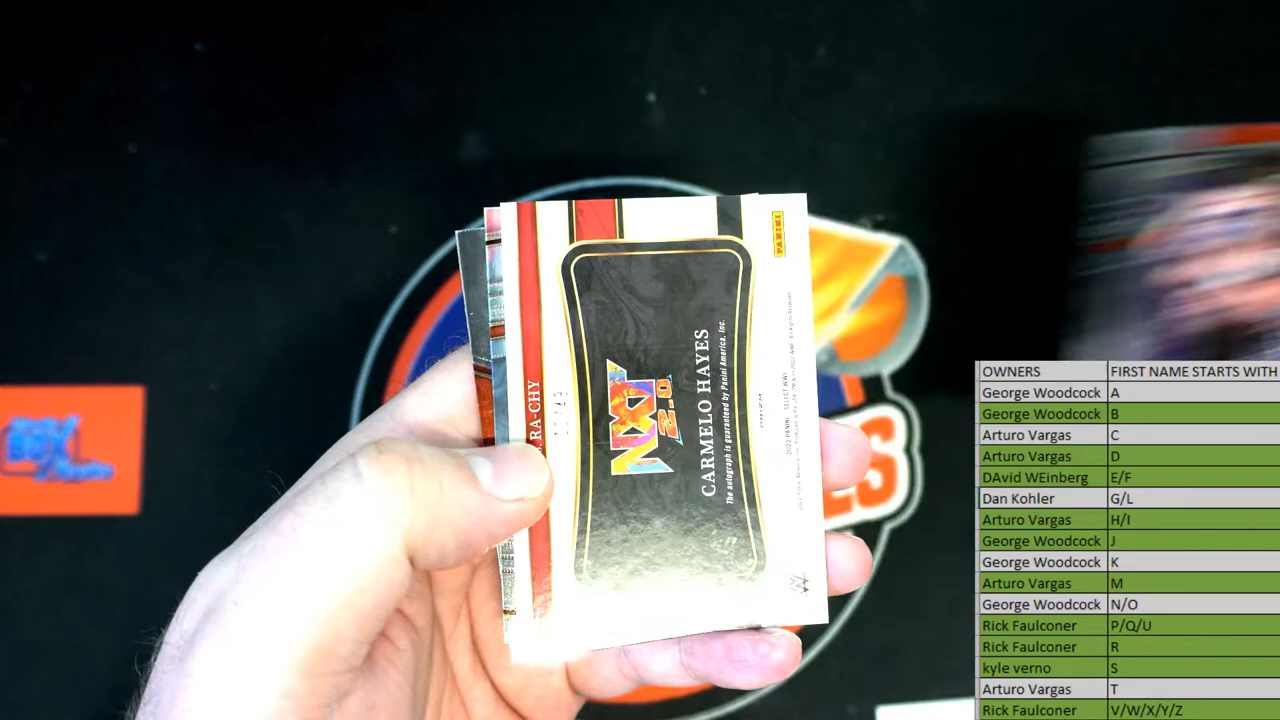 RA-CHY
NXT
2.0
CARMELO HAYES
The autograph is guaranteed by Panini America, Inc.
PANINI
OWNERS FIRST NAME STARTS WITH
George Woodcock A
George Woodcock B
Arturo Vargas C
Arturo Vargas D
DAvid WEinberg E/F
Dan Kohler G/L
Arturo Vargas H/I
George Woodcock J
George Woodcock K
Arturo Vargas M
George Woodcock N/O
Rick Faulconer P/Q/U
Rick Faulconer R
kyle verno S
Arturo Vargas T
Rick Faulconer V/W/X/Y/Z